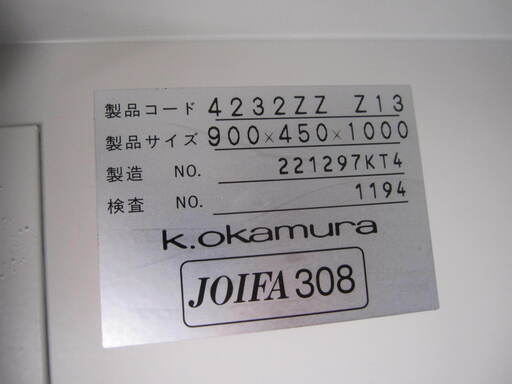 製品コード 4232ZZ Z13
製品サイズ 900×450×1000
製造 NO. 221297KT4
検査 NO. 1194
k.okamura
JOIFA 308